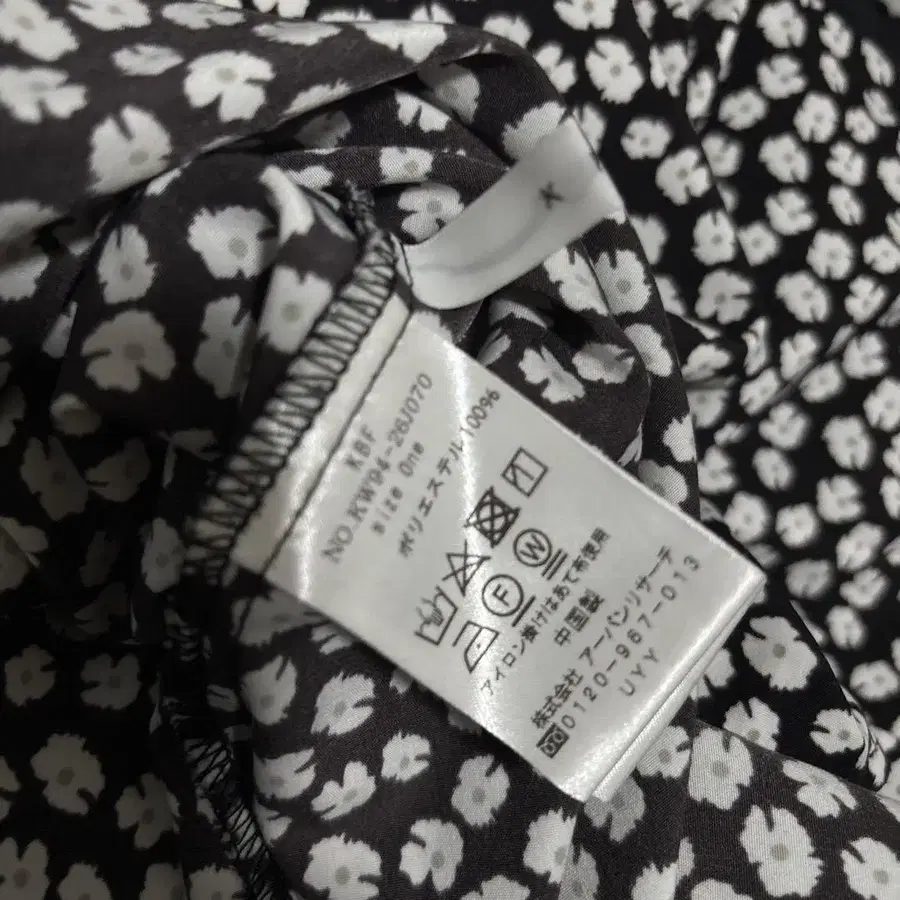 KBF
NO.KW94-26J070
size One
ポリエステル100%
F W
アイロン掛けはあて布使用
中国製
株式会社 アーバンリサーチ
0120-967-013
UYY